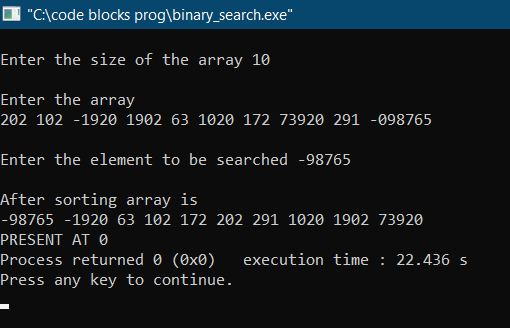 "C:\code blocks prog\binary_search.exe"
Enter the size of the array 10
Enter the array
202 102 -1920 1902 63 1020 172 73920 291 -098765
Enter the element to be searched -98765
After sorting array is
-98765 -1920 63 102 172 202 291 1020 1902 73920
PRESENT AT 0
Process returned 0 (0x0)   execution time : 22.436 s
Press any key to continue.